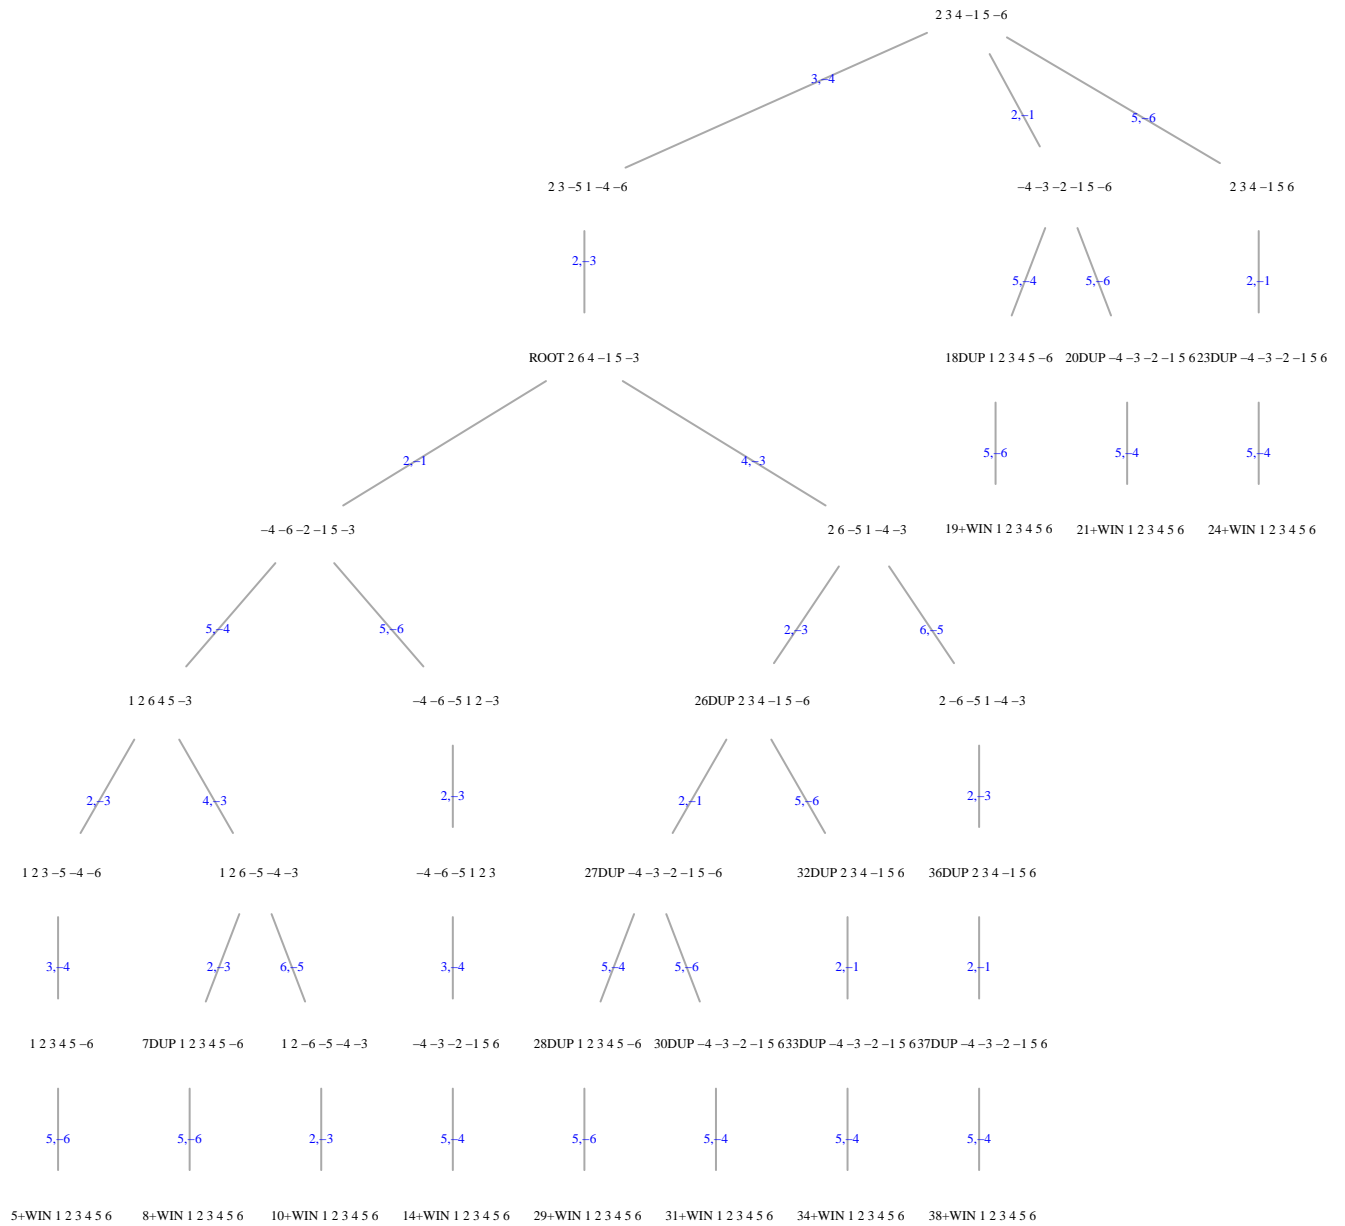 2 3 4 −1 5 −6
3,−4
2,−1
5,−6
2 3 −5 1 −4 −6
−4 −3 −2 −1 5 −6
2 3 4 −1 5 6
2,−3
5,−4
5,−6
2,−1
ROOT 2 6 4 −1 5 −3
18DUP 1 2 3 4 5 −6
20DUP −4 −3 −2 −1 5 6
23DUP −4 −3 −2 −1 5 6
2,−1
4,−3
5,−6
5,−4
5,−4
−4 −6 −2 −1 5 −3
2 6 −5 1 −4 −3
19+WIN 1 2 3 4 5 6
21+WIN 1 2 3 4 5 6
24+WIN 1 2 3 4 5 6
5,−4
5,−6
2,−3
6,−5
1 2 6 4 5 −3
−4 −6 −5 1 2 −3
26DUP 2 3 4 −1 5 −6
2 −6 −5 1 −4 −3
2,−3
4,−3
2,−3
2,−1
5,−6
2,−3
1 2 3 −5 −4 −6
1 2 6 −5 −4 −3
−4 −6 −5 1 2 3
27DUP −4 −3 −2 −1 5 −6
32DUP 2 3 4 −1 5 6
36DUP 2 3 4 −1 5 6
3,−4
2,−3
6,−5
3,−4
5,−4
5,−6
2,−1
2,−1
1 2 3 4 5 −6
7DUP 1 2 3 4 5 −6
1 2 −6 −5 −4 −3
−4 −3 −2 −1 5 6
28DUP 1 2 3 4 5 −6
30DUP −4 −3 −2 −1 5 6
33DUP −4 −3 −2 −1 5 6
37DUP −4 −3 −2 −1 5 6
5,−6
5,−6
2,−3
5,−4
5,−6
5,−4
5,−4
5,−4
5+WIN 1 2 3 4 5 6
8+WIN 1 2 3 4 5 6
10+WIN 1 2 3 4 5 6
14+WIN 1 2 3 4 5 6
29+WIN 1 2 3 4 5 6
31+WIN 1 2 3 4 5 6
34+WIN 1 2 3 4 5 6
38+WIN 1 2 3 4 5 6